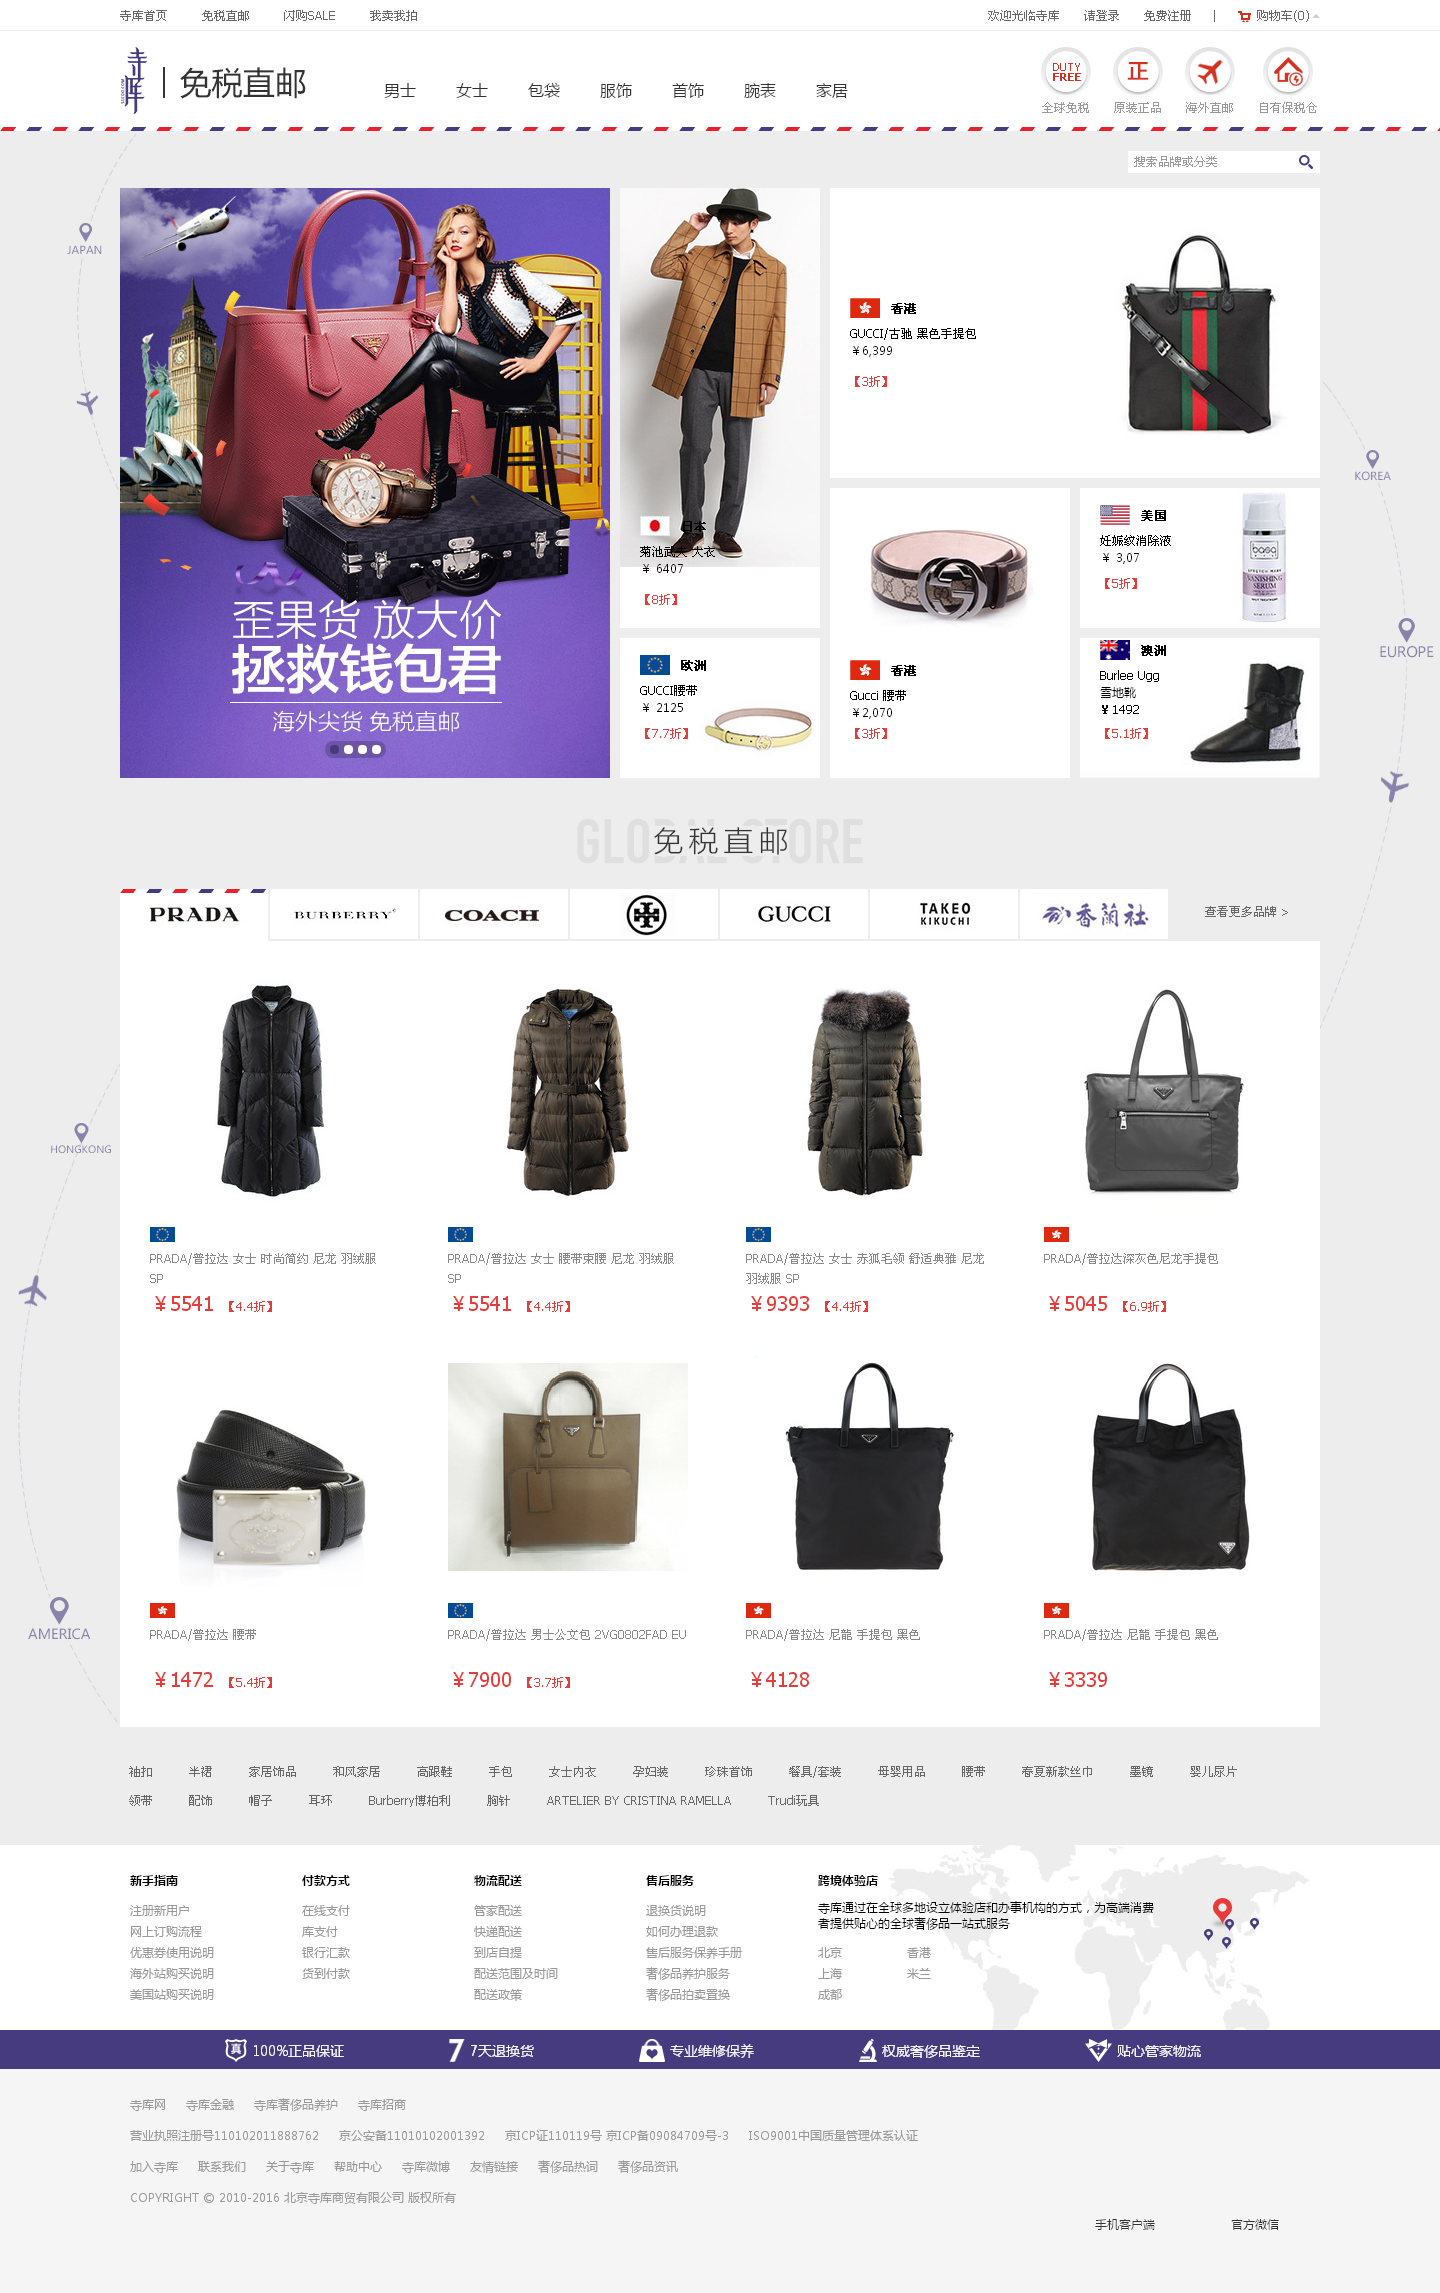 寺库首页 免税直邮 闪购SALE 我卖我拍
欢迎光临寺库 请登录 免费注册 | 购物车(0)
寺库 | 免税直邮
男士 女士 包袋 服饰 首饰 腕表 家居
DUTY FREE 全球免税
正 原装正品
海外直邮
自有保税仓
搜索品牌或分类
JAPAN
KOREA
EUROPE
HONGKONG
AMERICA
歪果货 放大价
拯救钱包君
海外尖货 免税直邮
日本
菊池武夫 大衣
¥ 6407
【8折】
欧洲
GUCCI腰带
¥ 2125
【7.7折】
香港
GUCCI/古驰 黑色手提包
¥6,399
【3折】
香港
Gucci 腰带
¥2,070
【3折】
美国
妊娠纹消除液
¥ 3,07
【5折】
basq
STRETCH MARK
VANISHING
SERUM
澳洲
Burlee Ugg
雪地靴
¥ 1492
【5.1折】
GLOBAL STORE
免税直邮
PRADA BURBERRY COACH GUCCI TAKEO KIKUCHI 香蘭社 查看更多品牌 >
PRADA/普拉达 女士 时尚简约 尼龙 羽绒服
SP
¥5541 【4.4折】
PRADA/普拉达 女士 腰带束腰 尼龙 羽绒服
SP
¥5541 【4.4折】
PRADA/普拉达 女士 赤狐毛领 舒适典雅 尼龙
羽绒服 SP
¥9393 【4.4折】
PRADA/普拉达深灰色尼龙手提包
¥5045 【6.9折】
PRADA/普拉达 腰带
¥1472 【5.4折】
PRADA/普拉达 男士公文包 2VG0802FAD EU
¥7900 【3.7折】
PRADA/普拉达 尼龍 手提包 黑色
¥4128
PRADA/普拉达 尼龍 手提包 黑色
¥3339
袖扣 半裙 家居饰品 和风家居 高跟鞋 手包 女士内衣 孕妇装 珍珠首饰 餐具/套装 母婴用品 腰带 春夏新款丝巾 墨镜 婴儿尿片
领带 配饰 帽子 耳环 Burberry博柏利 胸针 ARTELIER BY CRISTINA RAMELLA Trudi玩具
新手指南
注册新用户
网上订购流程
优惠券使用说明
海外站购买说明
美国站购买说明
付款方式
在线支付
库支付
银行汇款
货到付款
物流配送
管家配送
快递配送
到店自提
配送范围及时间
配送政策
售后服务
退换货说明
如何办理退款
售后服务保养手册
奢侈品养护服务
奢侈品拍卖置换
跨境体验店
寺库通过在全球多地设立体验店和办事机构的方式，为高端消费
者提供贴心的全球奢侈品一站式服务
北京 香港
上海 米兰
成都
真 100%正品保证 7 7天退换货 专业维修保养 权威奢侈品鉴定 贴心管家物流
寺库网 寺库金融 寺库奢侈品养护 寺库招商
营业执照注册号110102011888762 京公安备11010102001392 京ICP证110119号 京ICP备09084709号-3 ISO9001中国质量管理体系认证
加入寺库 联系我们 关于寺库 帮助中心 寺库微博 友情链接 奢侈品热词 奢侈品资讯
COPYRIGHT © 2010-2016 北京寺库商贸有限公司 版权所有
手机客户端 官方微信